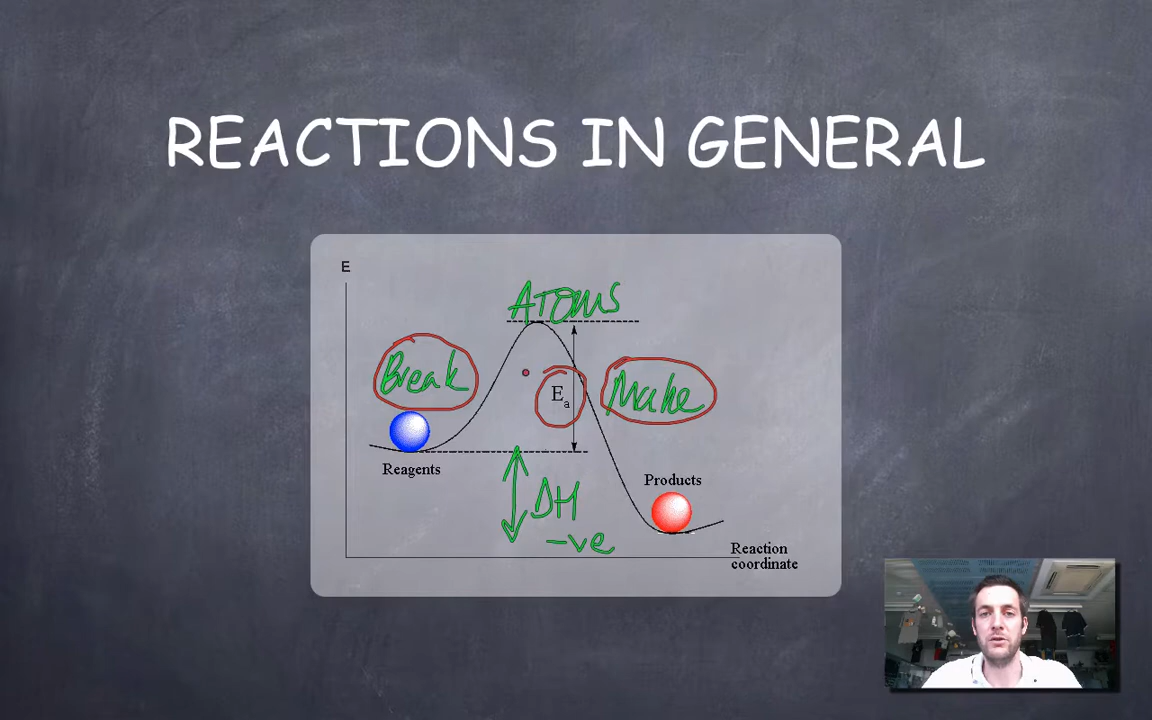 REACTIONS IN GENERAL
E
ATOMS
Break
Ea
Make
Reagents
Products
ΔH
-ve
Reaction
coordinate